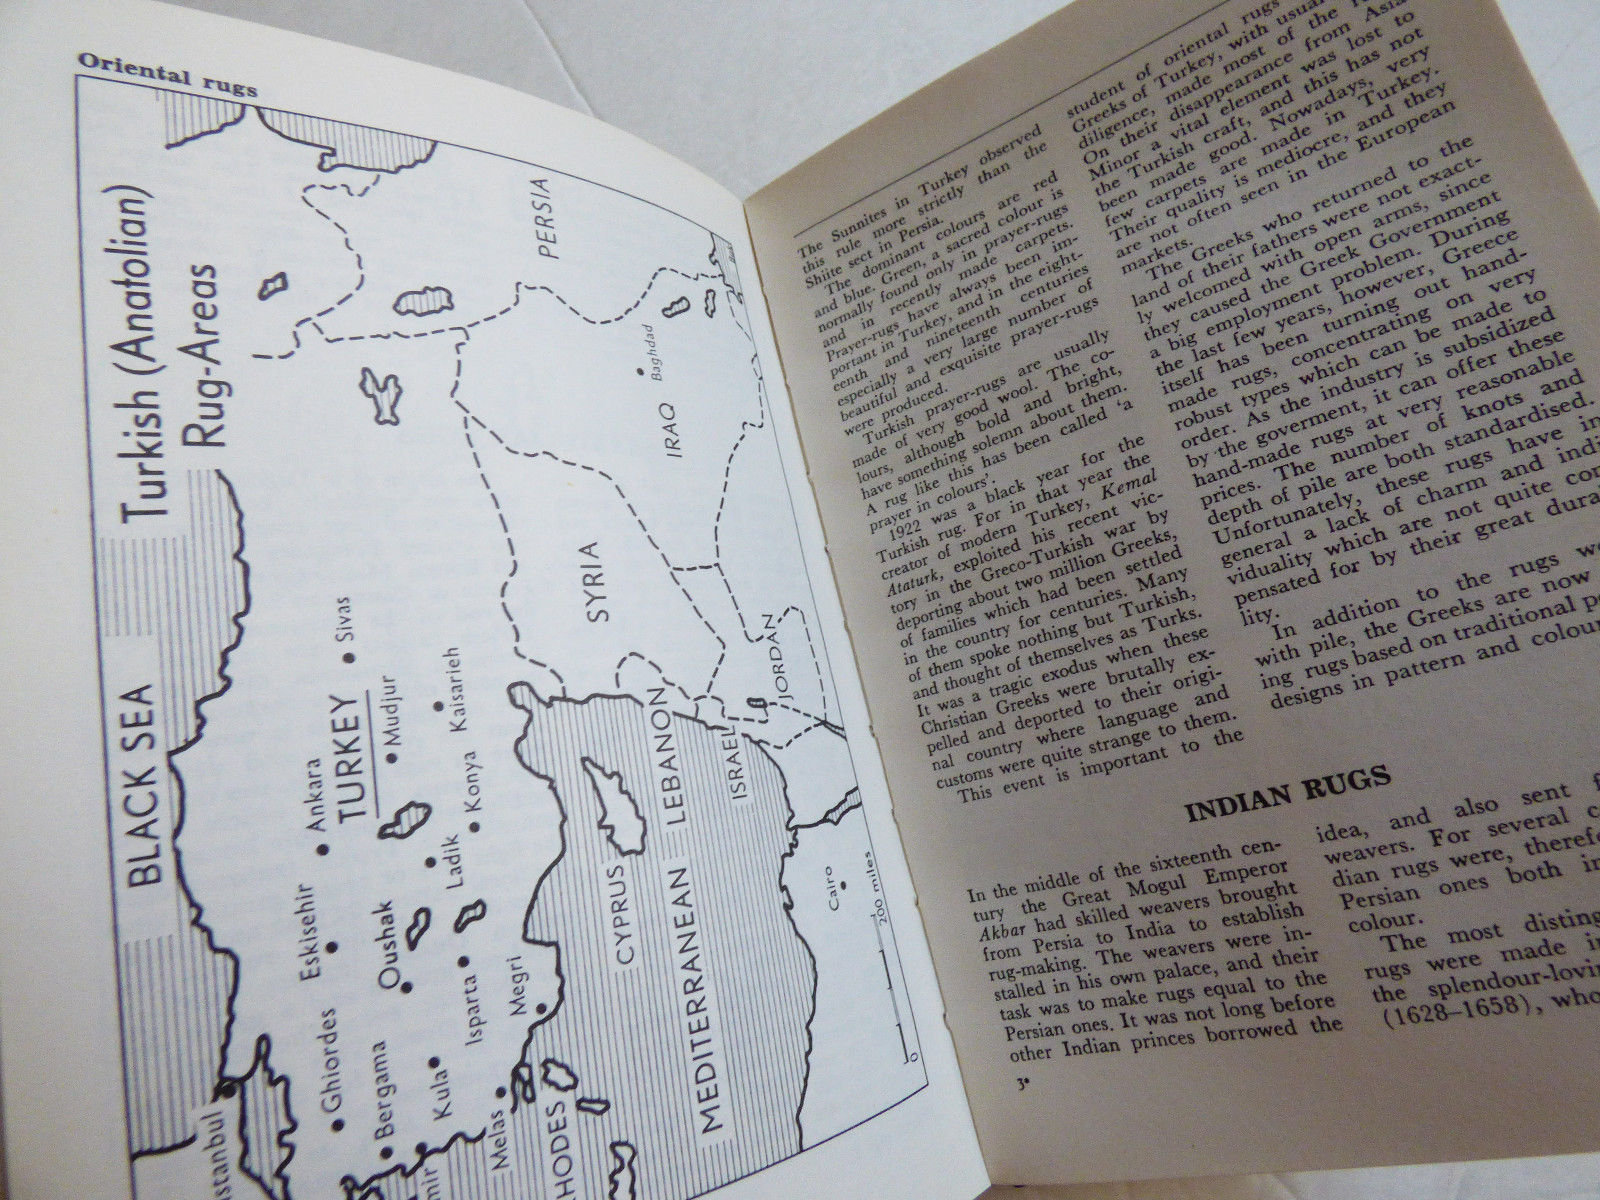 Oriental rugs
Turkish (Anatolian)
Rug-Areas
BLACK SEA
PERSIA
Baghdad
IRAQ
SYRIA
JORDAN
LEBANON
ISRAEL
TURKEY
Sivas
Mudjur
Kaisarieh
Ankara
Konya
Ladik
Eskisehir
Oushak
Isparta
Megri
Ghiordes
Bergama
Kula
Melas
CYPRUS
MEDITERRANEAN
Cairo
0
200 miles
The Sunnites in Turkey observed
this rule more strictly than the
Shiite sect in Persia.
The dominant colours are red
and blue. Green, a sacred colour is
normally found only in prayer-rugs
and in recently made carpets.
Prayer-rugs have always been im-
portant in Turkey, and in the eight-
eenth and nineteenth centuries
especially a very large number of
beautiful and exquisite prayer-rugs
were produced.
Turkish prayer-rugs are usually
made of very good wool. The co-
lours, although bold and bright,
have something solemn about them.
A rug like this has been called 'a
prayer in colours'.
1922 was a black year for the
Turkish rug. For in that year the
creator of modern Turkey, Kemal
Ataturk, exploited his recent vic-
tory in the Greco-Turkish war by
deporting about two million Greeks,
of families which had been settled
in the country for centuries. Many
of them spoke nothing but Turkish,
and thought of themselves as Turks.
It was a tragic exodus when these
Christian Greeks were brutally ex-
pelled and deported to their origi-
nal country where language and
customs were quite strange to them.
This event is important to the
student of oriental rugs
Greeks of Turkey, with usual
diligence, made most of the
On their disappearance from Asia
Minor a vital element was lost to
the Turkish craft, and this has not
been made good. Nowadays, very
few carpets are made in Turkey.
Their quality is mediocre, and they
are not often seen in the European
markets.
The Greeks who returned to the
land of their fathers were not exact-
ly welcomed with open arms, since
they caused the Greek Government
a big employment problem. During
the last few years, however, Greece
itself has been turning out hand-
made rugs, concentrating on very
robust types which can be made to
order. As the industry is subsidized
by the goverment, it can offer these
hand-made rugs at very reasonable
prices. The number of knots and
depth of pile are both standardised.
Unfortunately, these rugs have in
general a lack of charm and indi
viduality which are not quite com
pensated for by their great dura
lity.
In addition to the rugs
with pile, the Greeks are now
ing rugs based on traditional
designs in pattern and colour
INDIAN RUGS
In the middle of the sixteenth cen-
tury the Great Mogul Emperor
Akbar had skilled weavers brought
from Persia to India to establish
rug-making. The weavers were in-
stalled in his own palace, and their
task was to make rugs equal to the
Persian ones. It was not long before
other Indian princes borrowed the
idea, and also sent
weavers. For several
dian rugs were, theref
Persian ones both in
colour.
The most disting
rugs were made in
the splendour-lovin
(1628–1658), who
3*